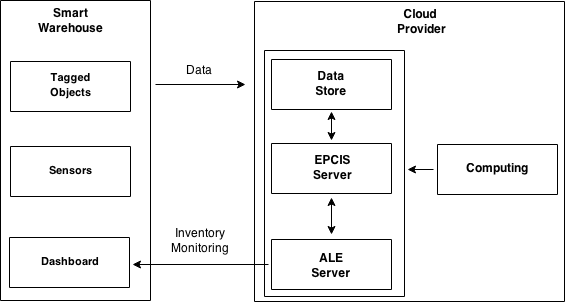 Smart
Warehouse
Tagged
Objects
Sensors
Dashboard
Data
Inventory
Monitoring
Cloud
Provider
Data
Store
EPCIS
Server
ALE
Server
Computing